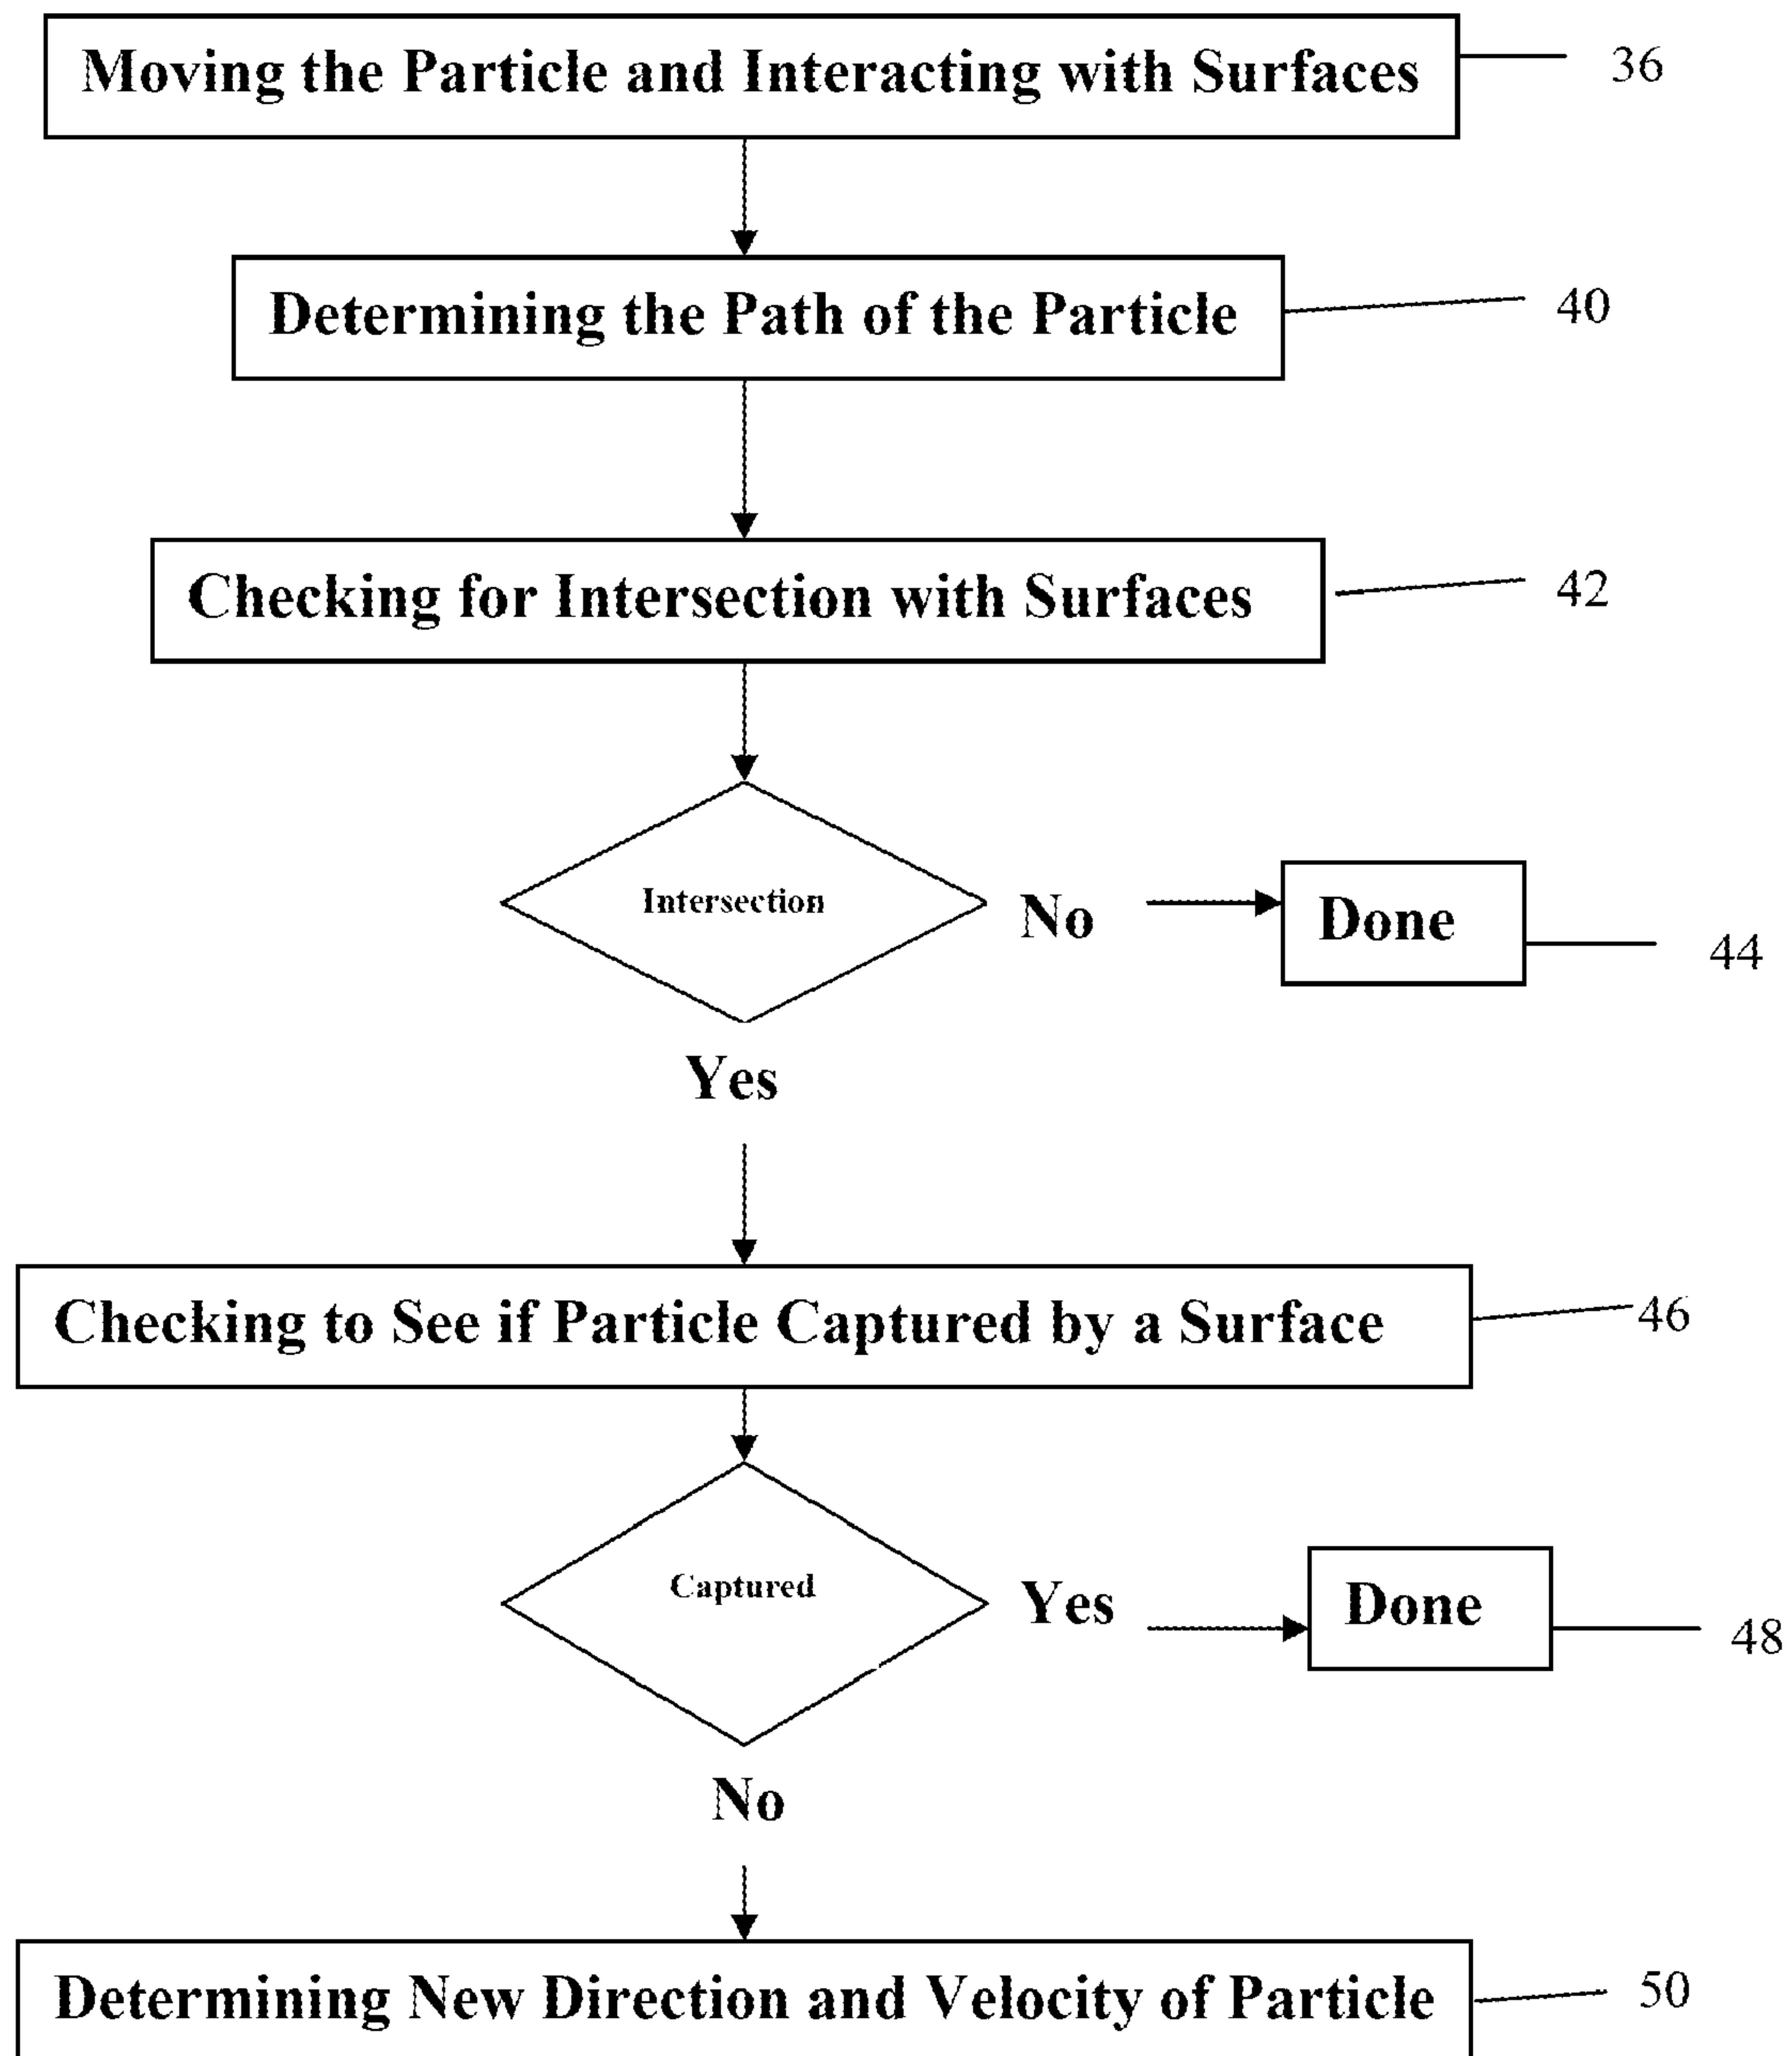 Moving the Particle and Interacting with Surfaces
36
Determining the Path of the Particle
40
Checking for Intersection with Surfaces
42
Intersection
No
Done
44
Yes
Checking to See if Particle Captured by a Surface
46
Captured
Yes
Done
48
No
Determining New Direction and Velocity of Particle
50